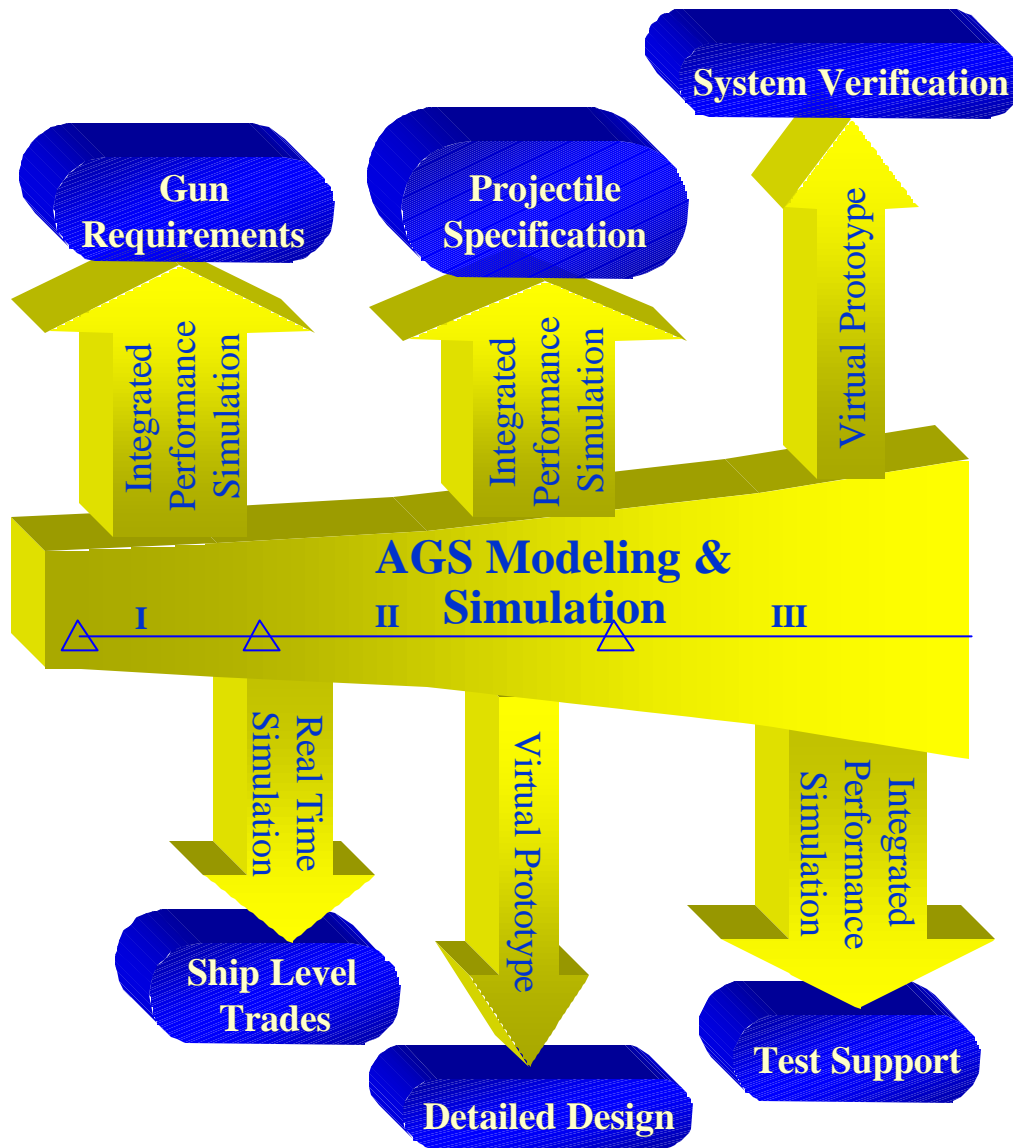 System Verification
Gun
Requirements
Projectile
Specification
Integrated
Performance
Simulation
Integrated
Performance
Simulation
Virtual Prototype
AGS Modeling &
Simulation
I
II
III
Real Time
Simulation
Virtual Prototype
Integrated
Performance
Simulation
Ship Level
Trades
Detailed Design
Test Support